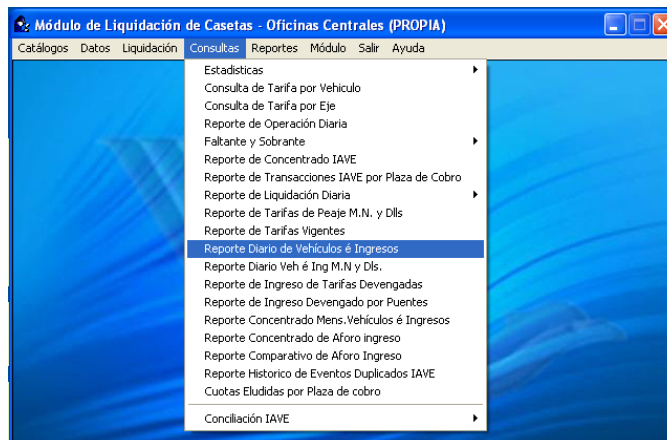 Módulo de Liquidación de Casetas - Oficinas Centrales (PROPIA)
Catálogos Datos Liquidación Consultas Reportes Módulo Salir Ayuda
Estadisticas
Consulta de Tarifa por Vehiculo
Consulta de Tarifa por Eje
Reporte de Operación Diaria
Faltante y Sobrante
Reporte de Concentrado IAVE
Reporte de Transacciones IAVE por Plaza de Cobro
Reporte de Liquidación Diaria
Reporte de Tarifas de Peaje M.N. y Dlls
Reporte de Tarifas Vigentes
Reporte Diario de Vehículos é Ingresos
Reporte Diario Veh é Ing M.N y Dls.
Reporte de Ingreso de Tarifas Devengadas
Reporte de Ingreso Devengado por Puentes
Reporte Concentrado Mens.Vehículos é Ingresos
Reporte Concentrado de Aforo ingreso
Reporte Comparativo de Aforo Ingreso
Reporte Historico de Eventos Duplicados IAVE
Cuotas Eludidas por Plaza de cobro
Conciliación IAVE